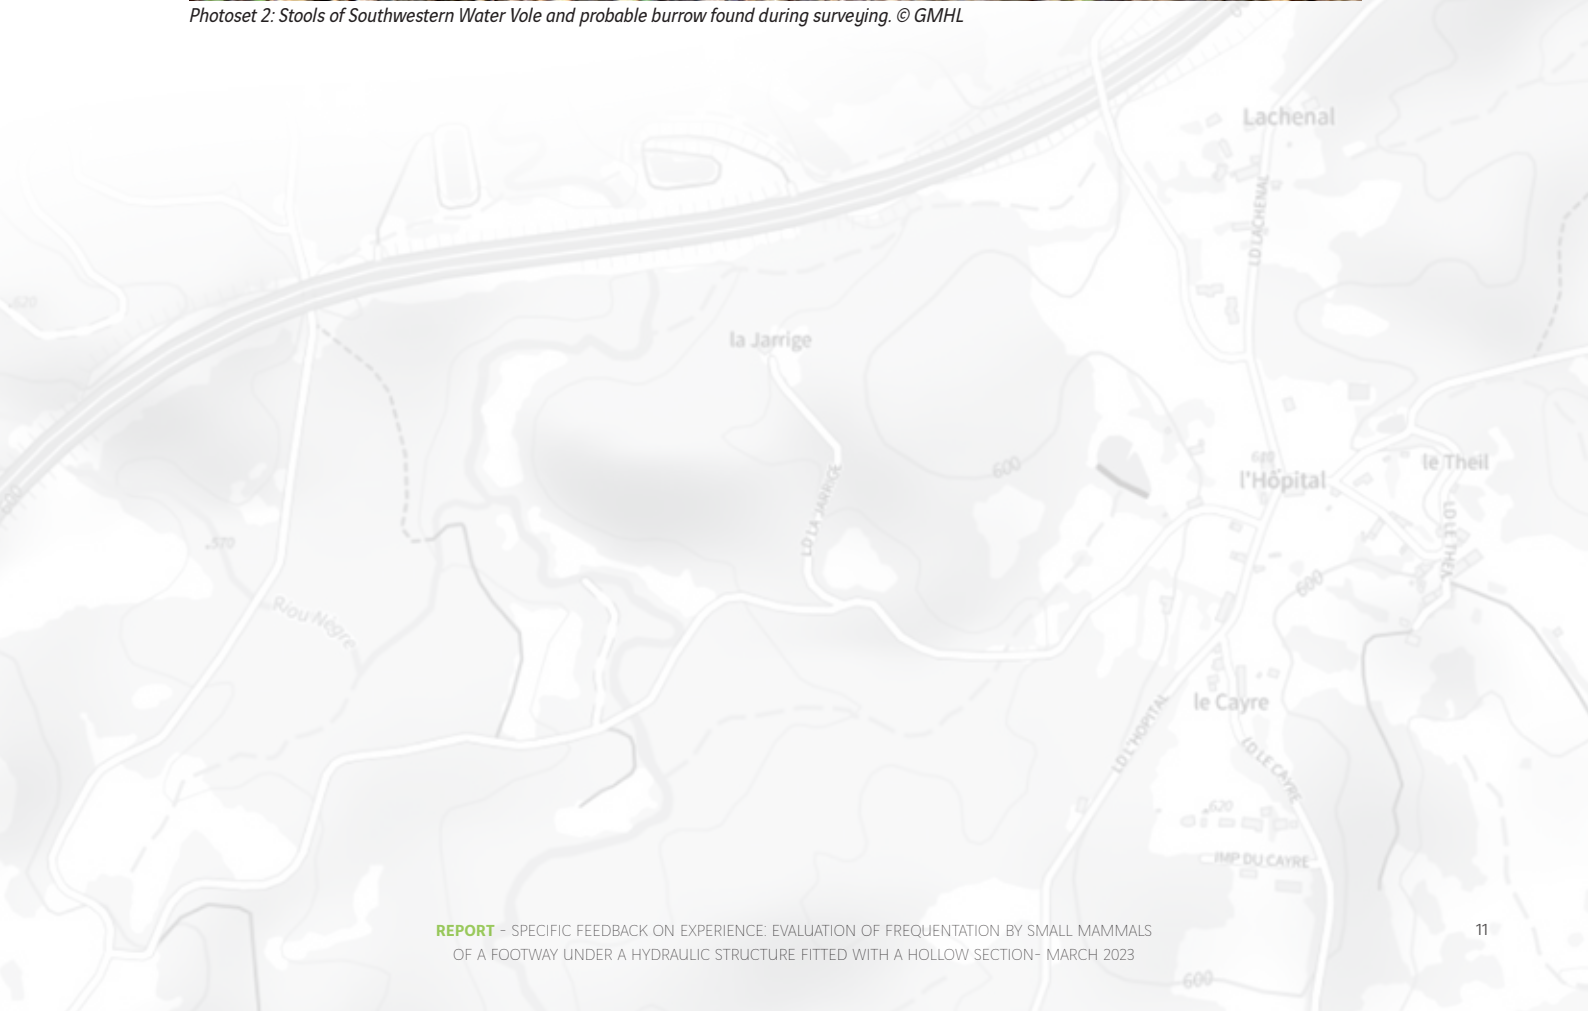 Photoset 2: Stools of Southwestern Water Vole and probable burrow found during surveying. © GMHL
Lachenal
LD LACHENAL
.620
la Jarrige
600
LD LA JARRIGE
610
l'Hôpital
le Theil
LD LE THEIL
600
.570
600
Riou Nègre
le Cayre
LD L'HOPITAL
LD LE CAYRE
.620
IMP DU CAYRE
600
REPORT - SPECIFIC FEEDBACK ON EXPERIENCE: EVALUATION OF FREQUENTATION BY SMALL MAMMALS
OF A FOOTWAY UNDER A HYDRAULIC STRUCTURE FITTED WITH A HOLLOW SECTION- MARCH 2023
11